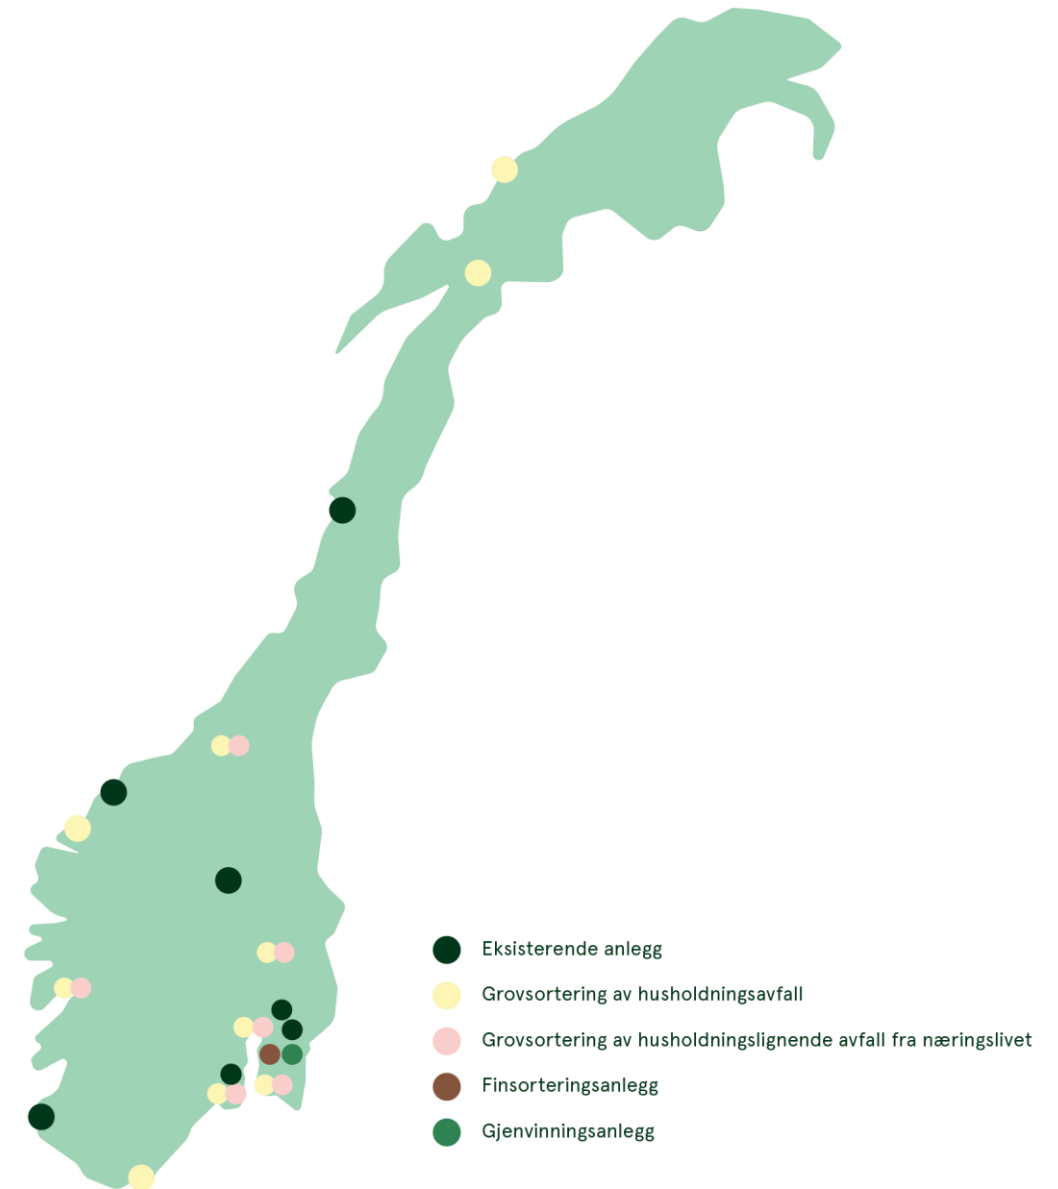 Eksisterende anlegg
Grovsortering av husholdningsavfall
Grovsortering av husholdningslignende avfall fra næringslivet
Finsorteringsanlegg
Gjenvinningsanlegg